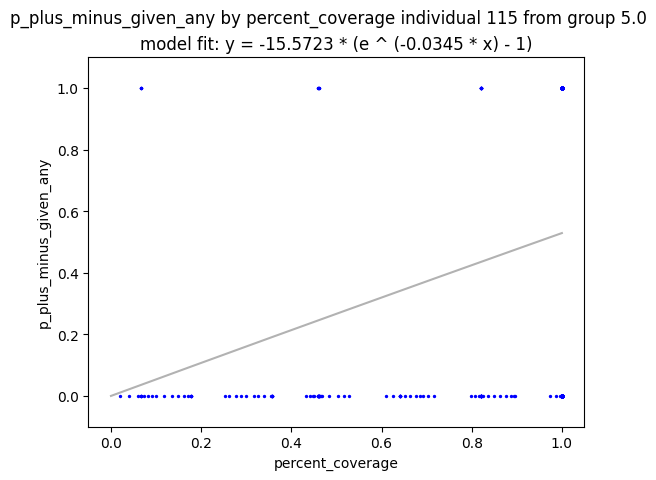 p_plus_minus_given_any by percent_coverage individual 115 from group 5.0
model fit: y = -15.5723 * (e ^ (-0.0345 * x) - 1)
p_plus_minus_given_any
1.0
0.8
0.6
0.4
0.2
0.0
0.0 0.2 0.4 0.6 0.8 1.0
percent_coverage